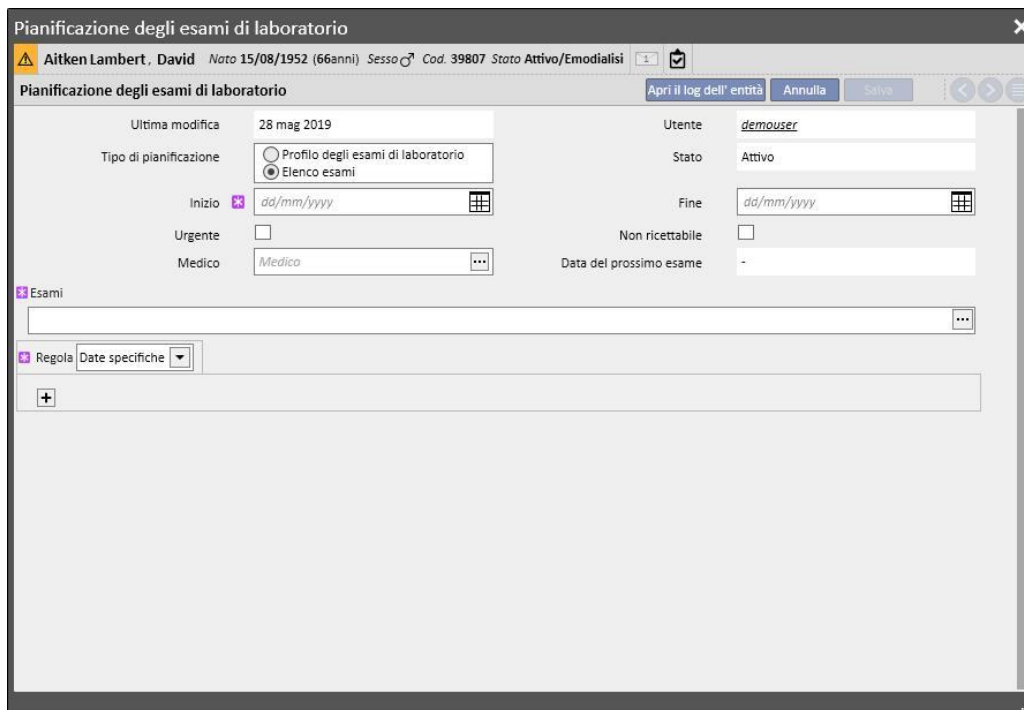 Pianificazione degli esami di laboratorio
Aitken Lambert, David Nato 15/08/1952 (66anni) Sesso♂ Cod. 39807 Stato Attivo/Emodialisi 1
Pianificazione degli esami di laboratorio Apri il log dell' entità Annulla Salva
Ultima modifica 28 mag 2019 Utente demouser
Tipo di pianificazione Profilo degli esami di laboratorio Stato Attivo
Elenco esami
Inizio dd/mm/yyyy Fine dd/mm/yyyy
Urgente Non ricettabile
Medico Medico ... Data del prossimo esame -
Esami
...
Regola Date specifiche
+